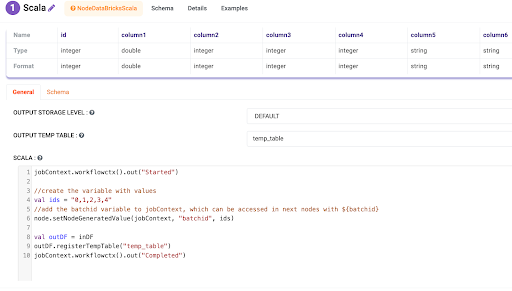 1 Scala NodeDataBricksScala Schema Details Examples
Name id column1 column2 column3 column4 column5 column6
Type integer double integer integer integer string string
Format integer double integer integer integer string string
General Schema
OUTPUT STORAGE LEVEL : DEFAULT
OUTPUT TEMP TABLE : temp_table
SCALA :
1 jobContext.workflowctx().out("Started")
2
3 //create the variable with values
4 val ids = "0,1,2,3,4"
5 //add the batchid variable to jobContext, which can be accessed in next nodes with ${batchid}
6 node.setNodeGeneratedValue(jobContext, "batchid", ids)
7
8 val outDF = inDF
9 outDF.registerTempTable("temp_table")
10 jobContext.workflowctx().out("Completed")